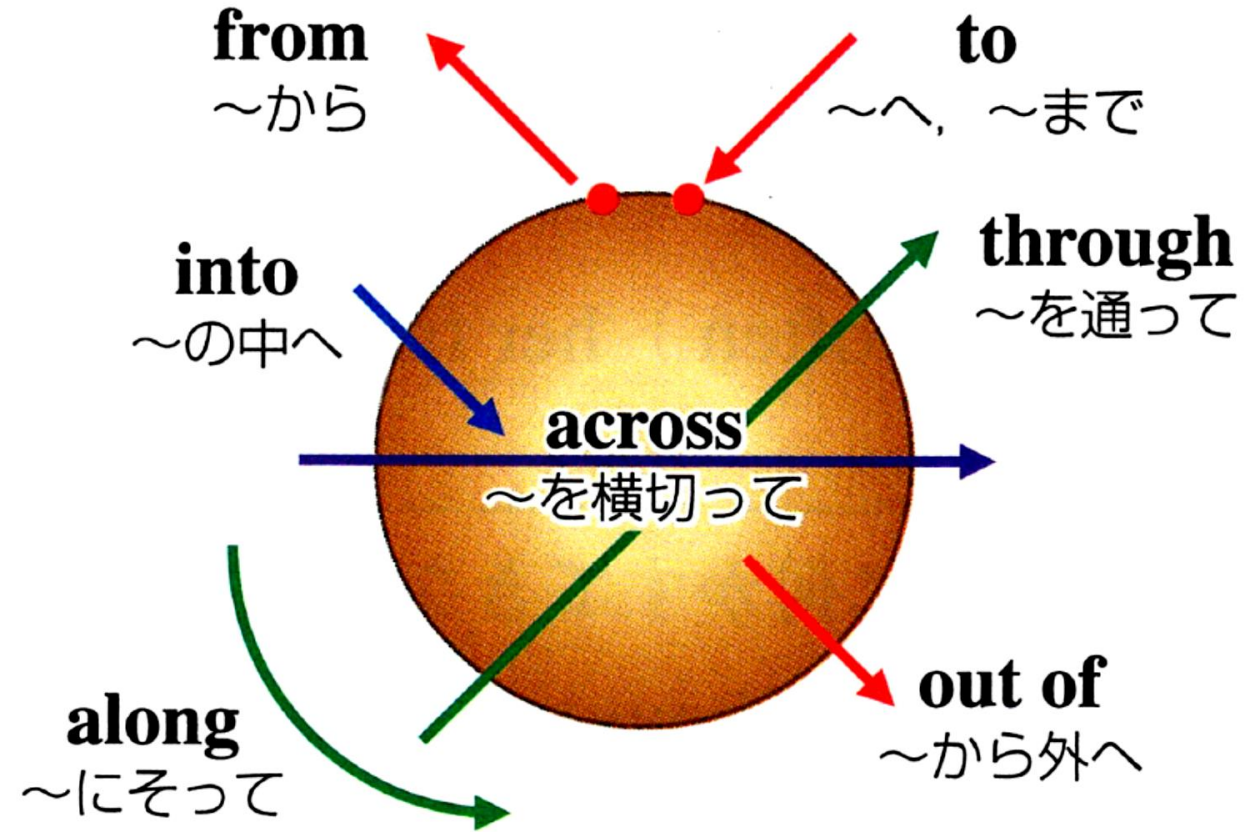 from
～から
to
～へ, ～まで
into
～の中へ
through
～を通って
across
～を横切って
along
～にそって
out of
～から外へ